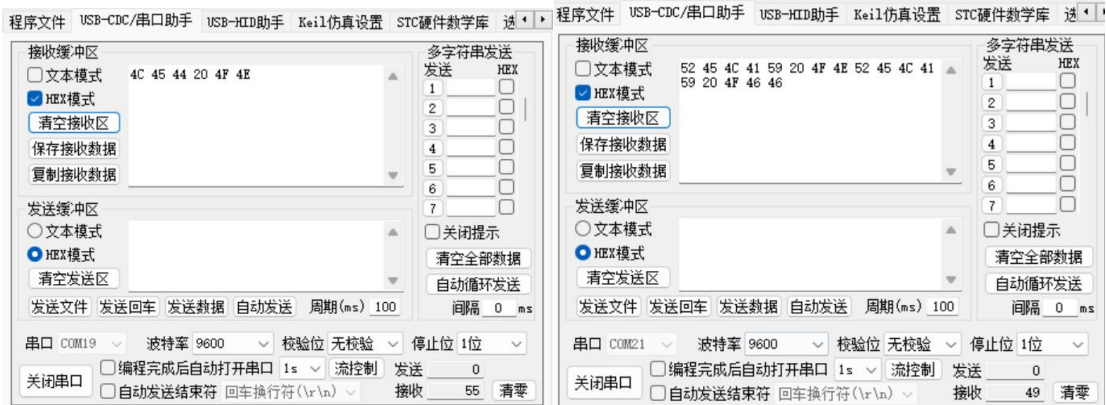 程序文件 USB-CDC/串口助手 USB-HID助手 Keil仿真设置 STC硬件数学库 选
接收缓冲区
文本模式
HEX模式
清空接收区
保存接收数据
复制接收数据
4C 45 44 20 4F 4E
多字符串发送
发送 HEX
1
2
3
4
5
6
7
发送缓冲区
文本模式
HEX模式
清空发送区
关闭提示
清空全部数据
自动循环发送
间隔 0 ms
发送文件 发送回车 发送数据 自动发送 周期(ms) 100
串口 COM19 波特率 9600 校验位 无校验 停止位 1位
关闭串口
编程完成后自动打开串口 1s 流控制 发送 0
自动发送结束符 回车换行符(\r\n) 接收 55 清零
程序文件 USB-CDC/串口助手 USB-HID助手 Keil仿真设置 STC硬件数学库 选
接收缓冲区
文本模式
HEX模式
清空接收区
保存接收数据
复制接收数据
52 45 4C 41 59 20 4F 4E 52 45 4C 41
59 20 4F 46 46
多字符串发送
发送 HEX
1
2
3
4
5
6
7
发送缓冲区
文本模式
HEX模式
清空发送区
关闭提示
清空全部数据
自动循环发送
间隔 0 ms
发送文件 发送回车 发送数据 自动发送 周期(ms) 100
串口 COM21 波特率 9600 校验位 无校验 停止位 1位
关闭串口
编程完成后自动打开串口 1s 流控制 发送 0
自动发送结束符 回车换行符(\r\n) 接收 49 清零